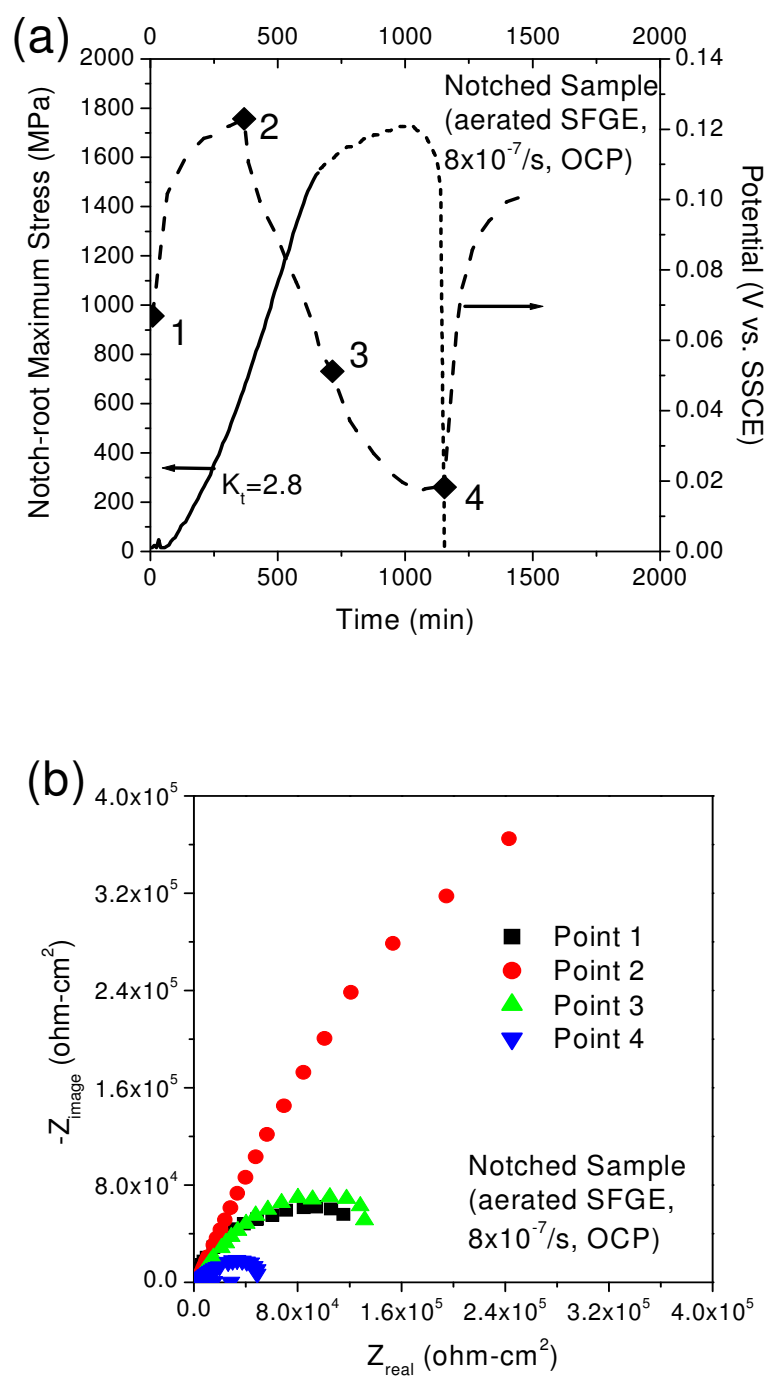 (a)
0 500 1000 1500 2000
2000
1800
1600
1400
1200
1000
800
600
400
200
0
Notch-root Maximum Stress (MPa)
Notched Sample
(aerated SFGE,
8x10⁻⁷/s, OCP)
1
2
3
4
Kₜ=2.8
0.14
0.12
0.10
0.08
0.06
0.04
0.02
0.00
Potential (V vs. SSCE)
0 500 1000 1500 2000
Time (min)
(b)
4.0x10⁵
3.2x10⁵
2.4x10⁵
1.6x10⁵
8.0x10⁴
0.0
-Z_image (ohm-cm²)
Point 1
Point 2
Point 3
Point 4
Notched Sample
(aerated SFGE,
8x10⁻⁷/s, OCP)
0.0 8.0x10⁴ 1.6x10⁵ 2.4x10⁵ 3.2x10⁵ 4.0x10⁵
Z_real (ohm-cm²)